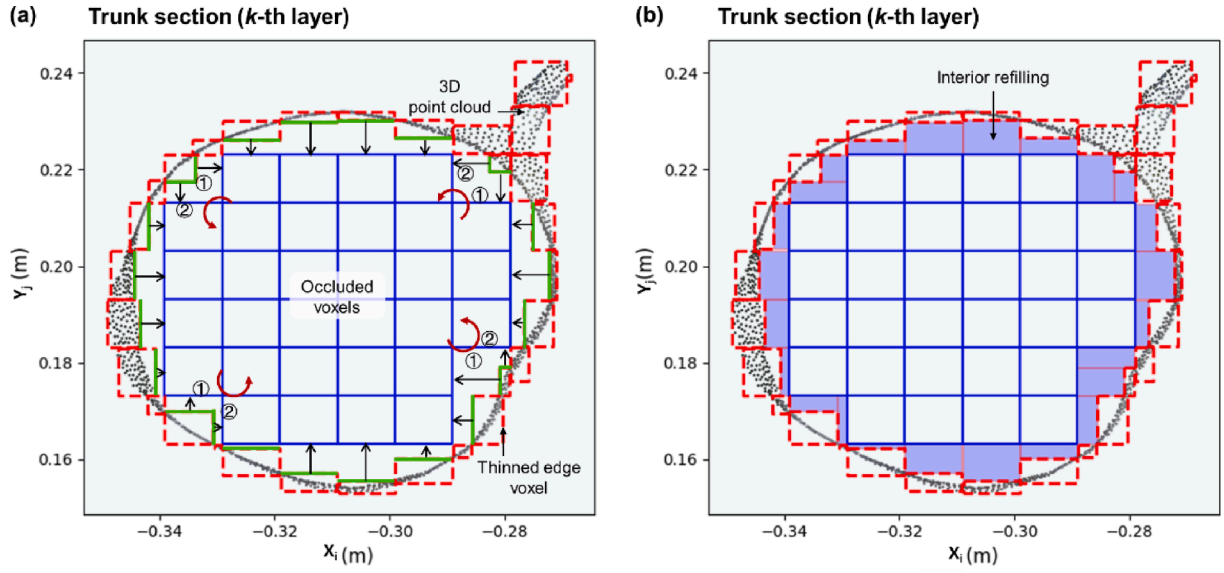 (a) Trunk section (k-th layer)
0.24
0.22
0.20
0.18
0.16
Yj (m)
−0.34
−0.32
−0.30
−0.28
Xi (m)
3D
point cloud
①
②
②
①
Occluded
voxels
②
①
①
②
Thinned edge
voxel
(b) Trunk section (k-th layer)
0.24
0.22
0.20
0.18
0.16
Yj(m)
−0.34
−0.32
−0.30
−0.28
Xi (m)
Interior refilling